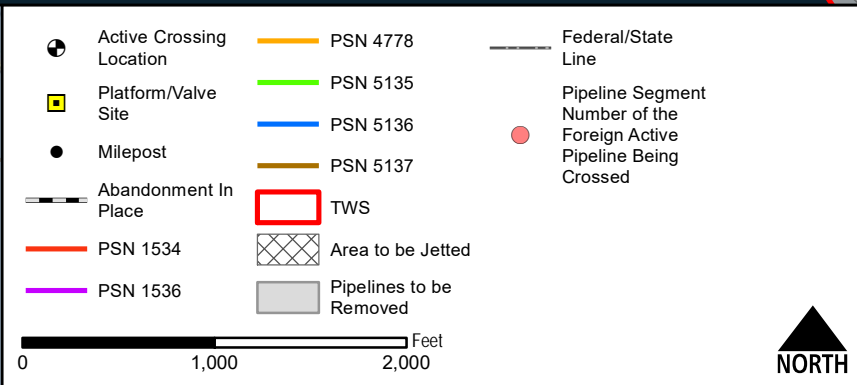 Active Crossing
Location
Platform/Valve
Site
Milepost
Abandonment In
Place
PSN 1534
PSN 1536
PSN 4778
PSN 5135
PSN 5136
PSN 5137
TWS
Area to be Jetted
Pipelines to be
Removed
Federal/State
Line
Pipeline Segment
Number of the
Foreign Active
Pipeline Being
Crossed
Feet
0 1,000 2,000
NORTH